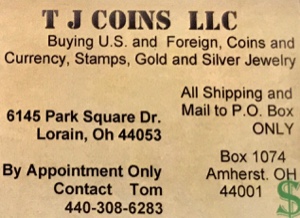 T J COINS LLC
Buying U.S. and Foreign, Coins and
Currency, Stamps, Gold and Silver Jewelry
6145 Park Square Dr.
Lorain, Oh 44053
By Appointment Only
Contact Tom
440-308-6283
All Shipping and
Mail to P.O. Box
ONLY
Box 1074
Amherst. OH
44001
$